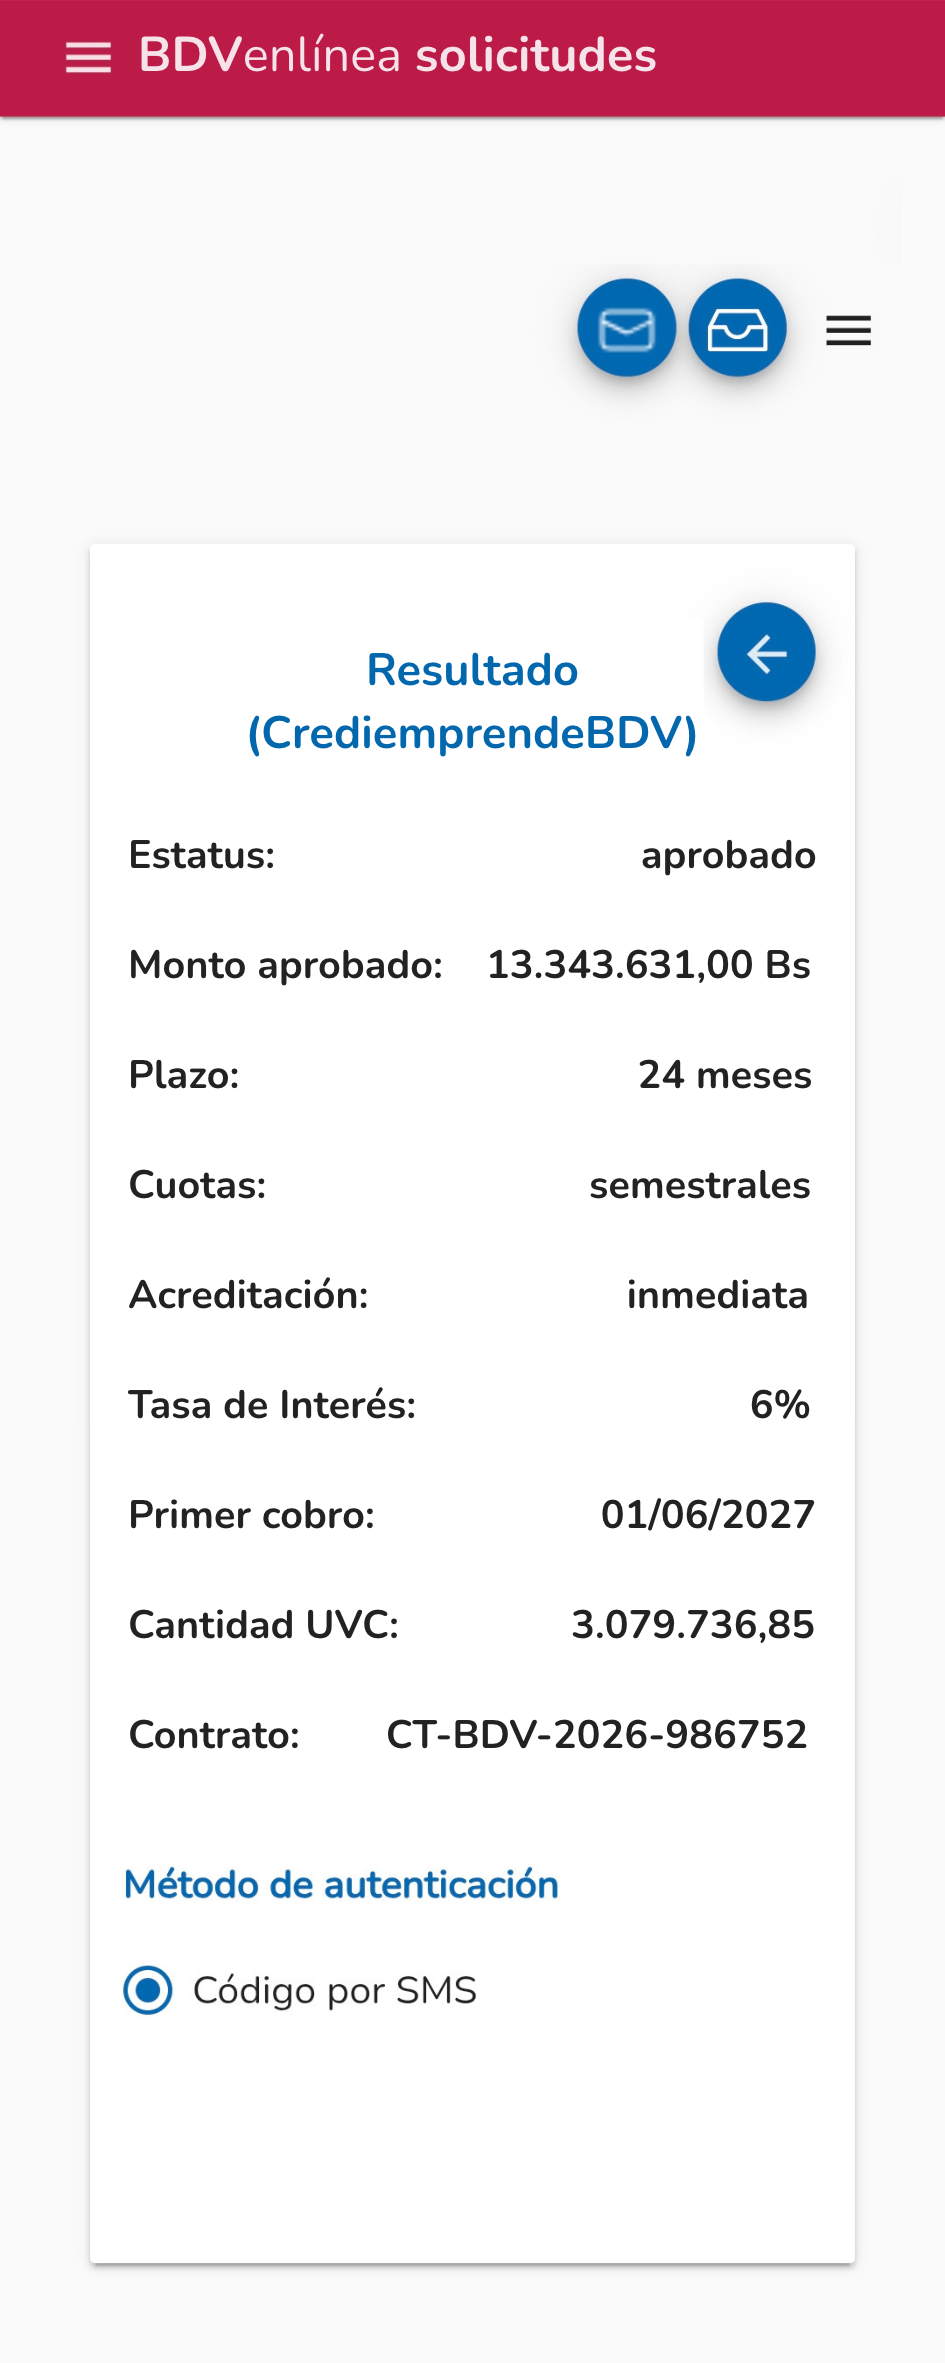 BDVenlínea solicitudes
Resultado
(CrediemprendeBDV)
Estatus: aprobado
Monto aprobado: 13.343.631,00 Bs
Plazo: 24 meses
Cuotas: semestrales
Acreditación: inmediata
Tasa de Interés: 6%
Primer cobro: 01/06/2027
Cantidad UVC: 3.079.736,85
Contrato: CT-BDV-2026-986752
Método de autenticación
Código por SMS